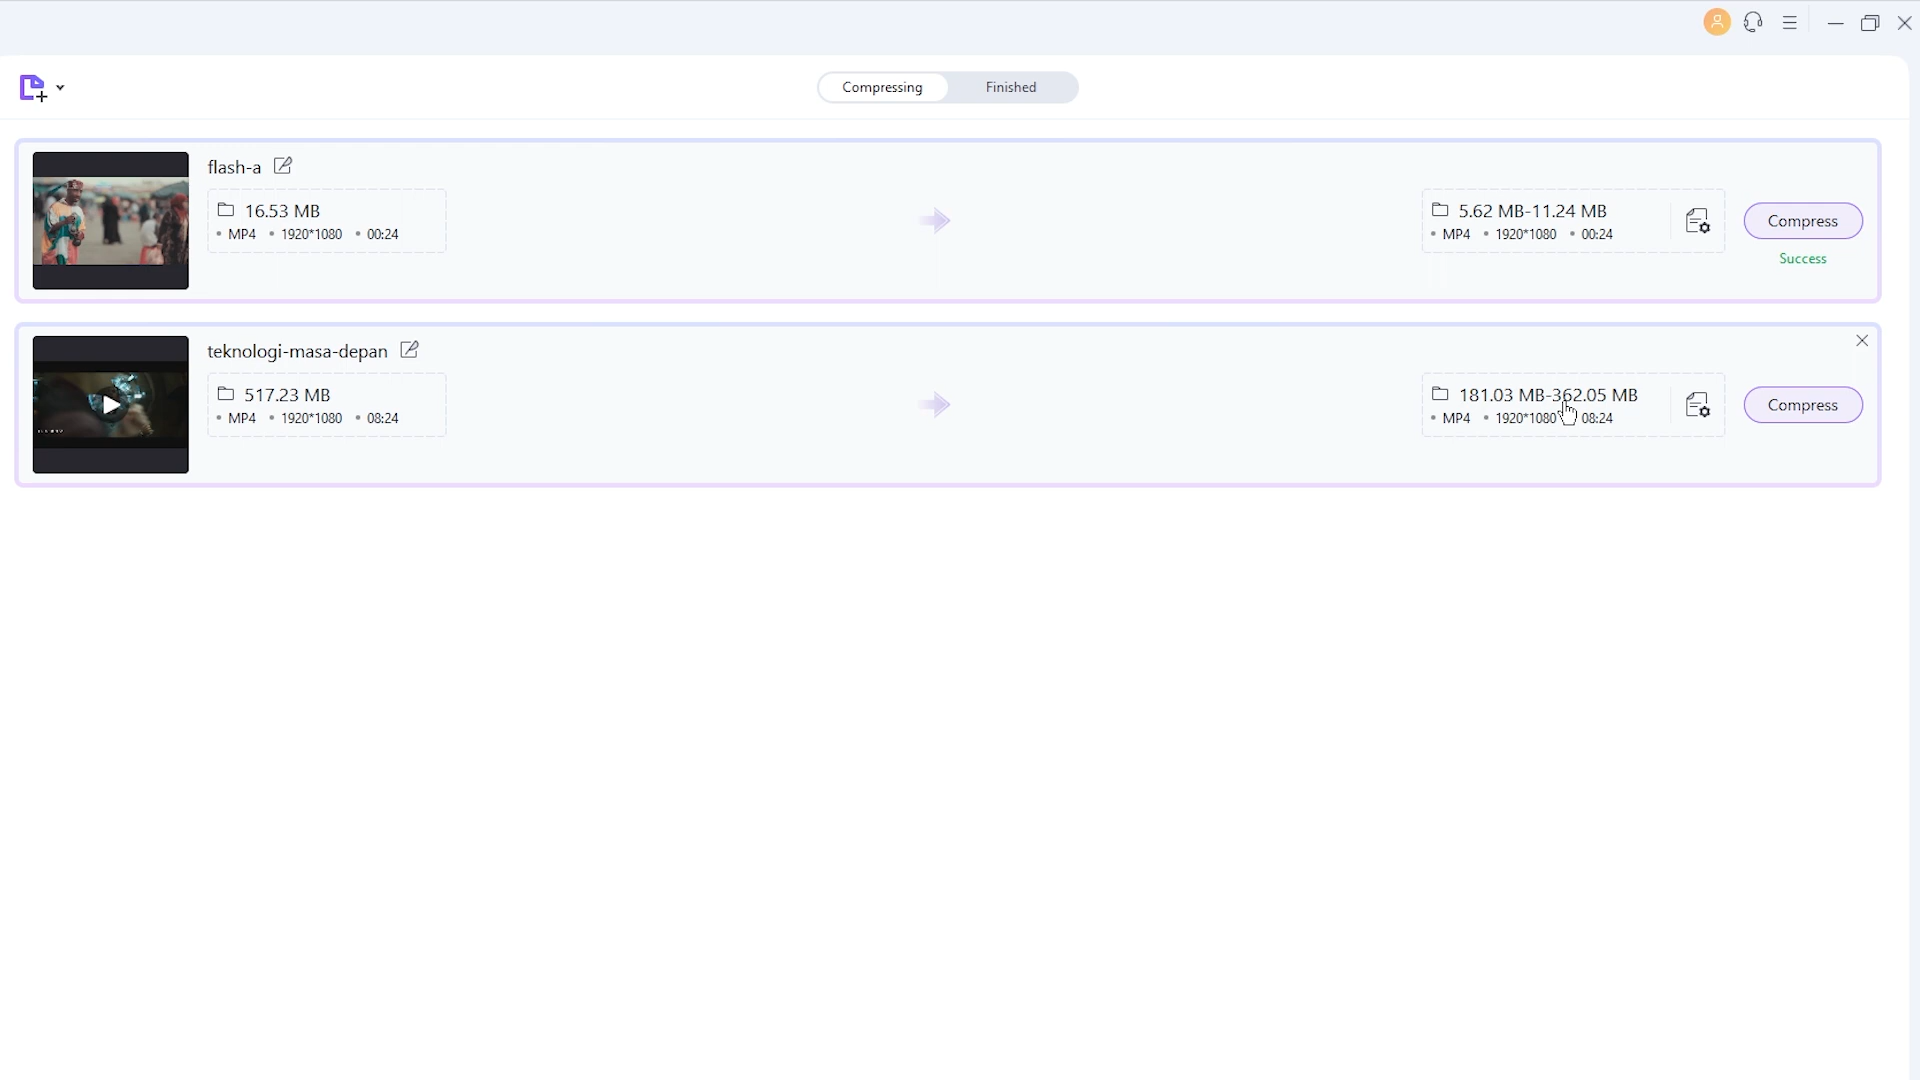 Compressing Finished
flash-a
16.53 MB
• MP4 • 1920*1080 • 00:24
5.62 MB-11.24 MB
• MP4 • 1920*1080 • 00:24
Compress
Success
teknologi-masa-depan
517.23 MB
• MP4 • 1920*1080 • 08:24
181.03 MB-362.05 MB
• MP4 • 1920*1080 08:24
Compress